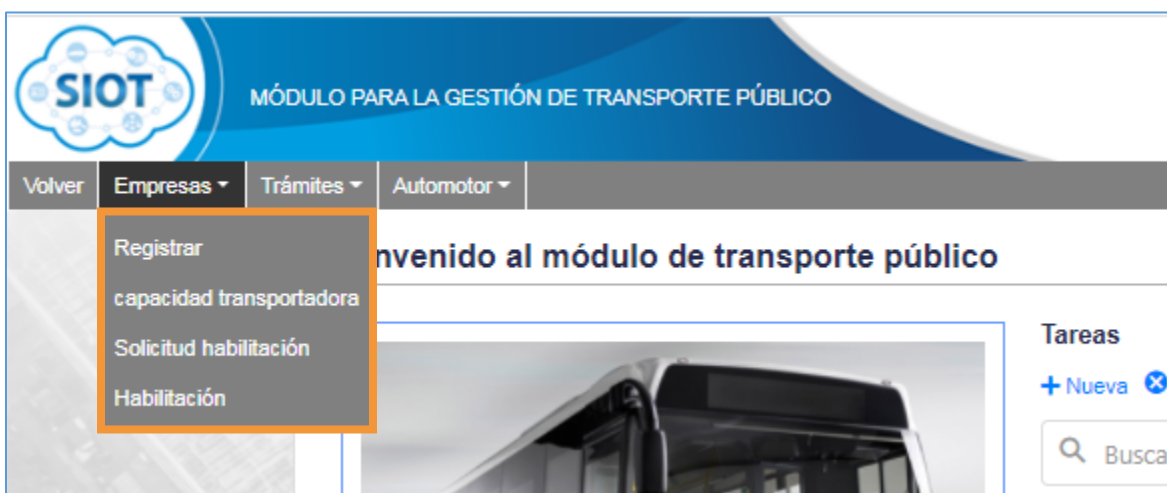 SIOT
MÓDULO PARA LA GESTIÓN DE TRANSPORTE PÚBLICO
Volver Empresas Trámites Automotor
Registrar
capacidad transportadora
Solicitud habilitación
Habilitación
nvenido al módulo de transporte público
Tareas
+ Nueva
Busca